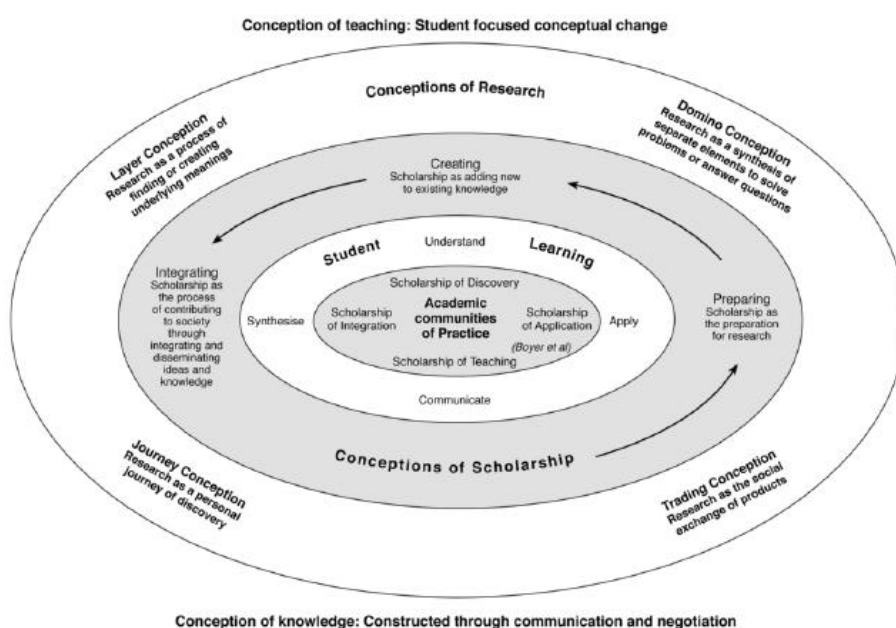 Conception of teaching: Student focused conceptual change
Conceptions of Research
Layer Conception
Research as a process of
finding or creating
underlying meanings
Domino Conception
Research as a synthesis of
separate elements to solve
problems or answer questions
Creating
Scholarship as adding new
to existing knowledge
Integrating
Scholarship as
the process
of contributing
to society
through
integrating and
disseminating
ideas and
knowledge
Student
Understand
Learning
Synthesise
Scholarship of Discovery
Scholarship
of Integration
Academic
communities
of Practice
Scholarship
of Application
(Boyer et al)
Scholarship of Teaching
Apply
Communicate
Preparing
Scholarship as
the preparation
for research
Conceptions of Scholarship
Journey Conception
Research as a personal
journey of discovery
Trading Conception
Research as the social
exchange of products
Conception of knowledge: Constructed through communication and negotiation